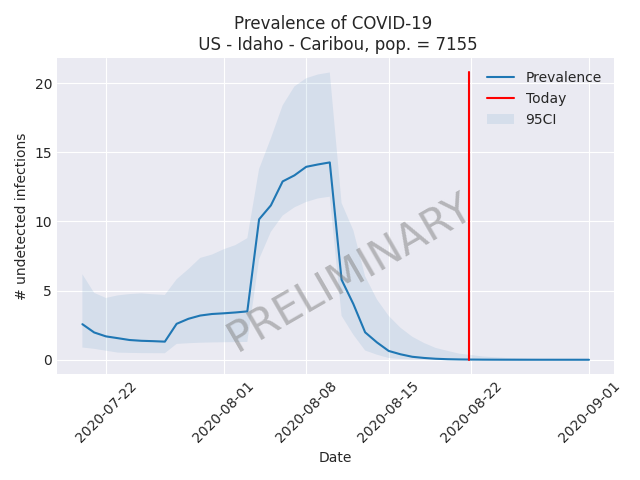 Prevalence of COVID-19
US - Idaho - Caribou, pop. = 7155
# undetected infections
20
15
10
5
0
Prevalence
Today
95CI
PRELIMINARY
2020-07-22
2020-08-01
2020-08-08
2020-08-15
2020-08-22
2020-09-01
Date